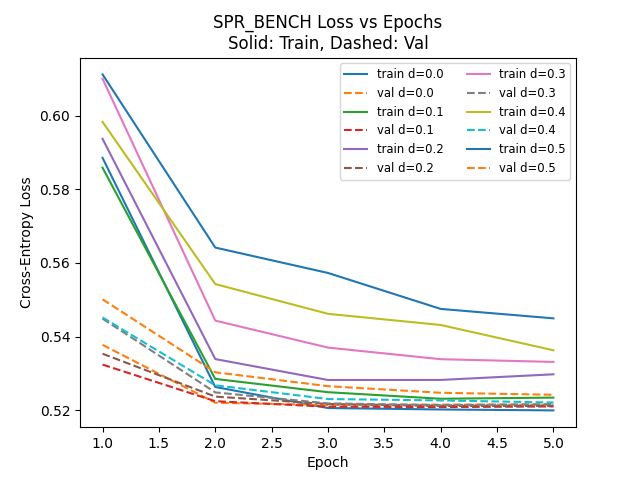 SPR_BENCH Loss vs Epochs
Solid: Train, Dashed: Val
train d=0.0
val d=0.0
train d=0.1
val d=0.1
train d=0.2
val d=0.2
train d=0.3
val d=0.3
train d=0.4
val d=0.4
train d=0.5
val d=0.5
Cross-Entropy Loss
0.60
0.58
0.56
0.54
0.52
1.0 1.5 2.0 2.5 3.0 3.5 4.0 4.5 5.0
Epoch